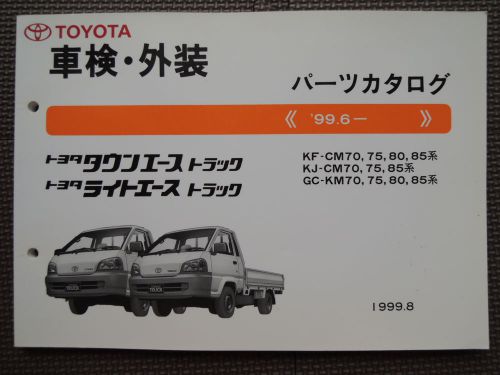 TOYOTA
車検・外装
パーツカタログ
《 '99.6ー 》
トヨタ タウンエース トラック
トヨタ ライトエース トラック
KF-CM70, 75, 80, 85系
KJ-CM70, 75, 85系
GC-KM70, 75, 80, 85系
1999.8